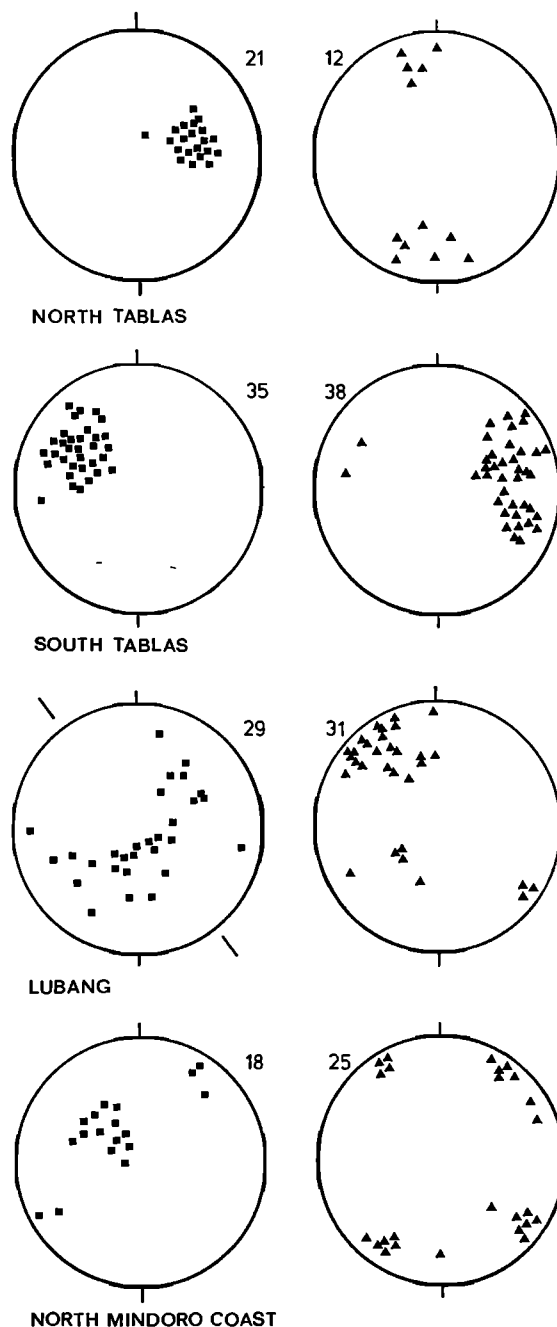 21 12
NORTH TABLAS
35 38
SOUTH TABLAS
29 31
LUBANG
18 25
NORTH MINDORO COAST